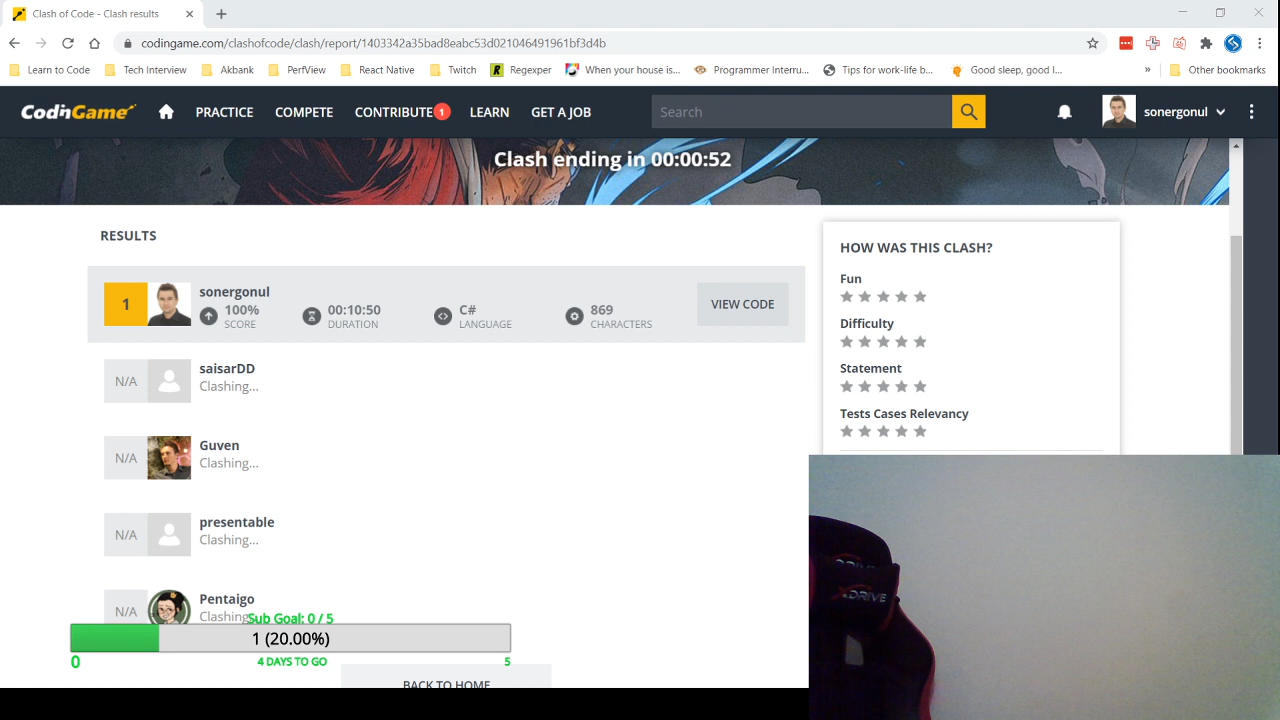 Clash of Code - Clash results
codingame.com/clashofcode/clash/report/1403342a35bad8eabc53d021046491961bf3d4b
Learn to Code Tech Interview Akbank PerfView React Native Twitch R Regexper When your house is... Programmer Interru... Tips for work-life b... Good sleep, good l... » Other bookmarks
CodinGame PRACTICE COMPETE CONTRIBUTE 1 LEARN GET A JOB Search sonergonul
Clash ending in 00:00:52
RESULTS
1 sonergonul
100% 00:10:50 C# 869
SCORE DURATION LANGUAGE CHARACTERS
VIEW CODE
N/A saisarDD
Clashing...
N/A Guven
Clashing...
N/A presentable
Clashing...
N/A Pentaigo
Clashing...
Sub Goal: 0 / 5
1 (20.00%)
0 4 DAYS TO GO 5
BACK TO HOME
HOW WAS THIS CLASH?
Fun
Difficulty
Statement
Tests Cases Relevancy
DRIVE